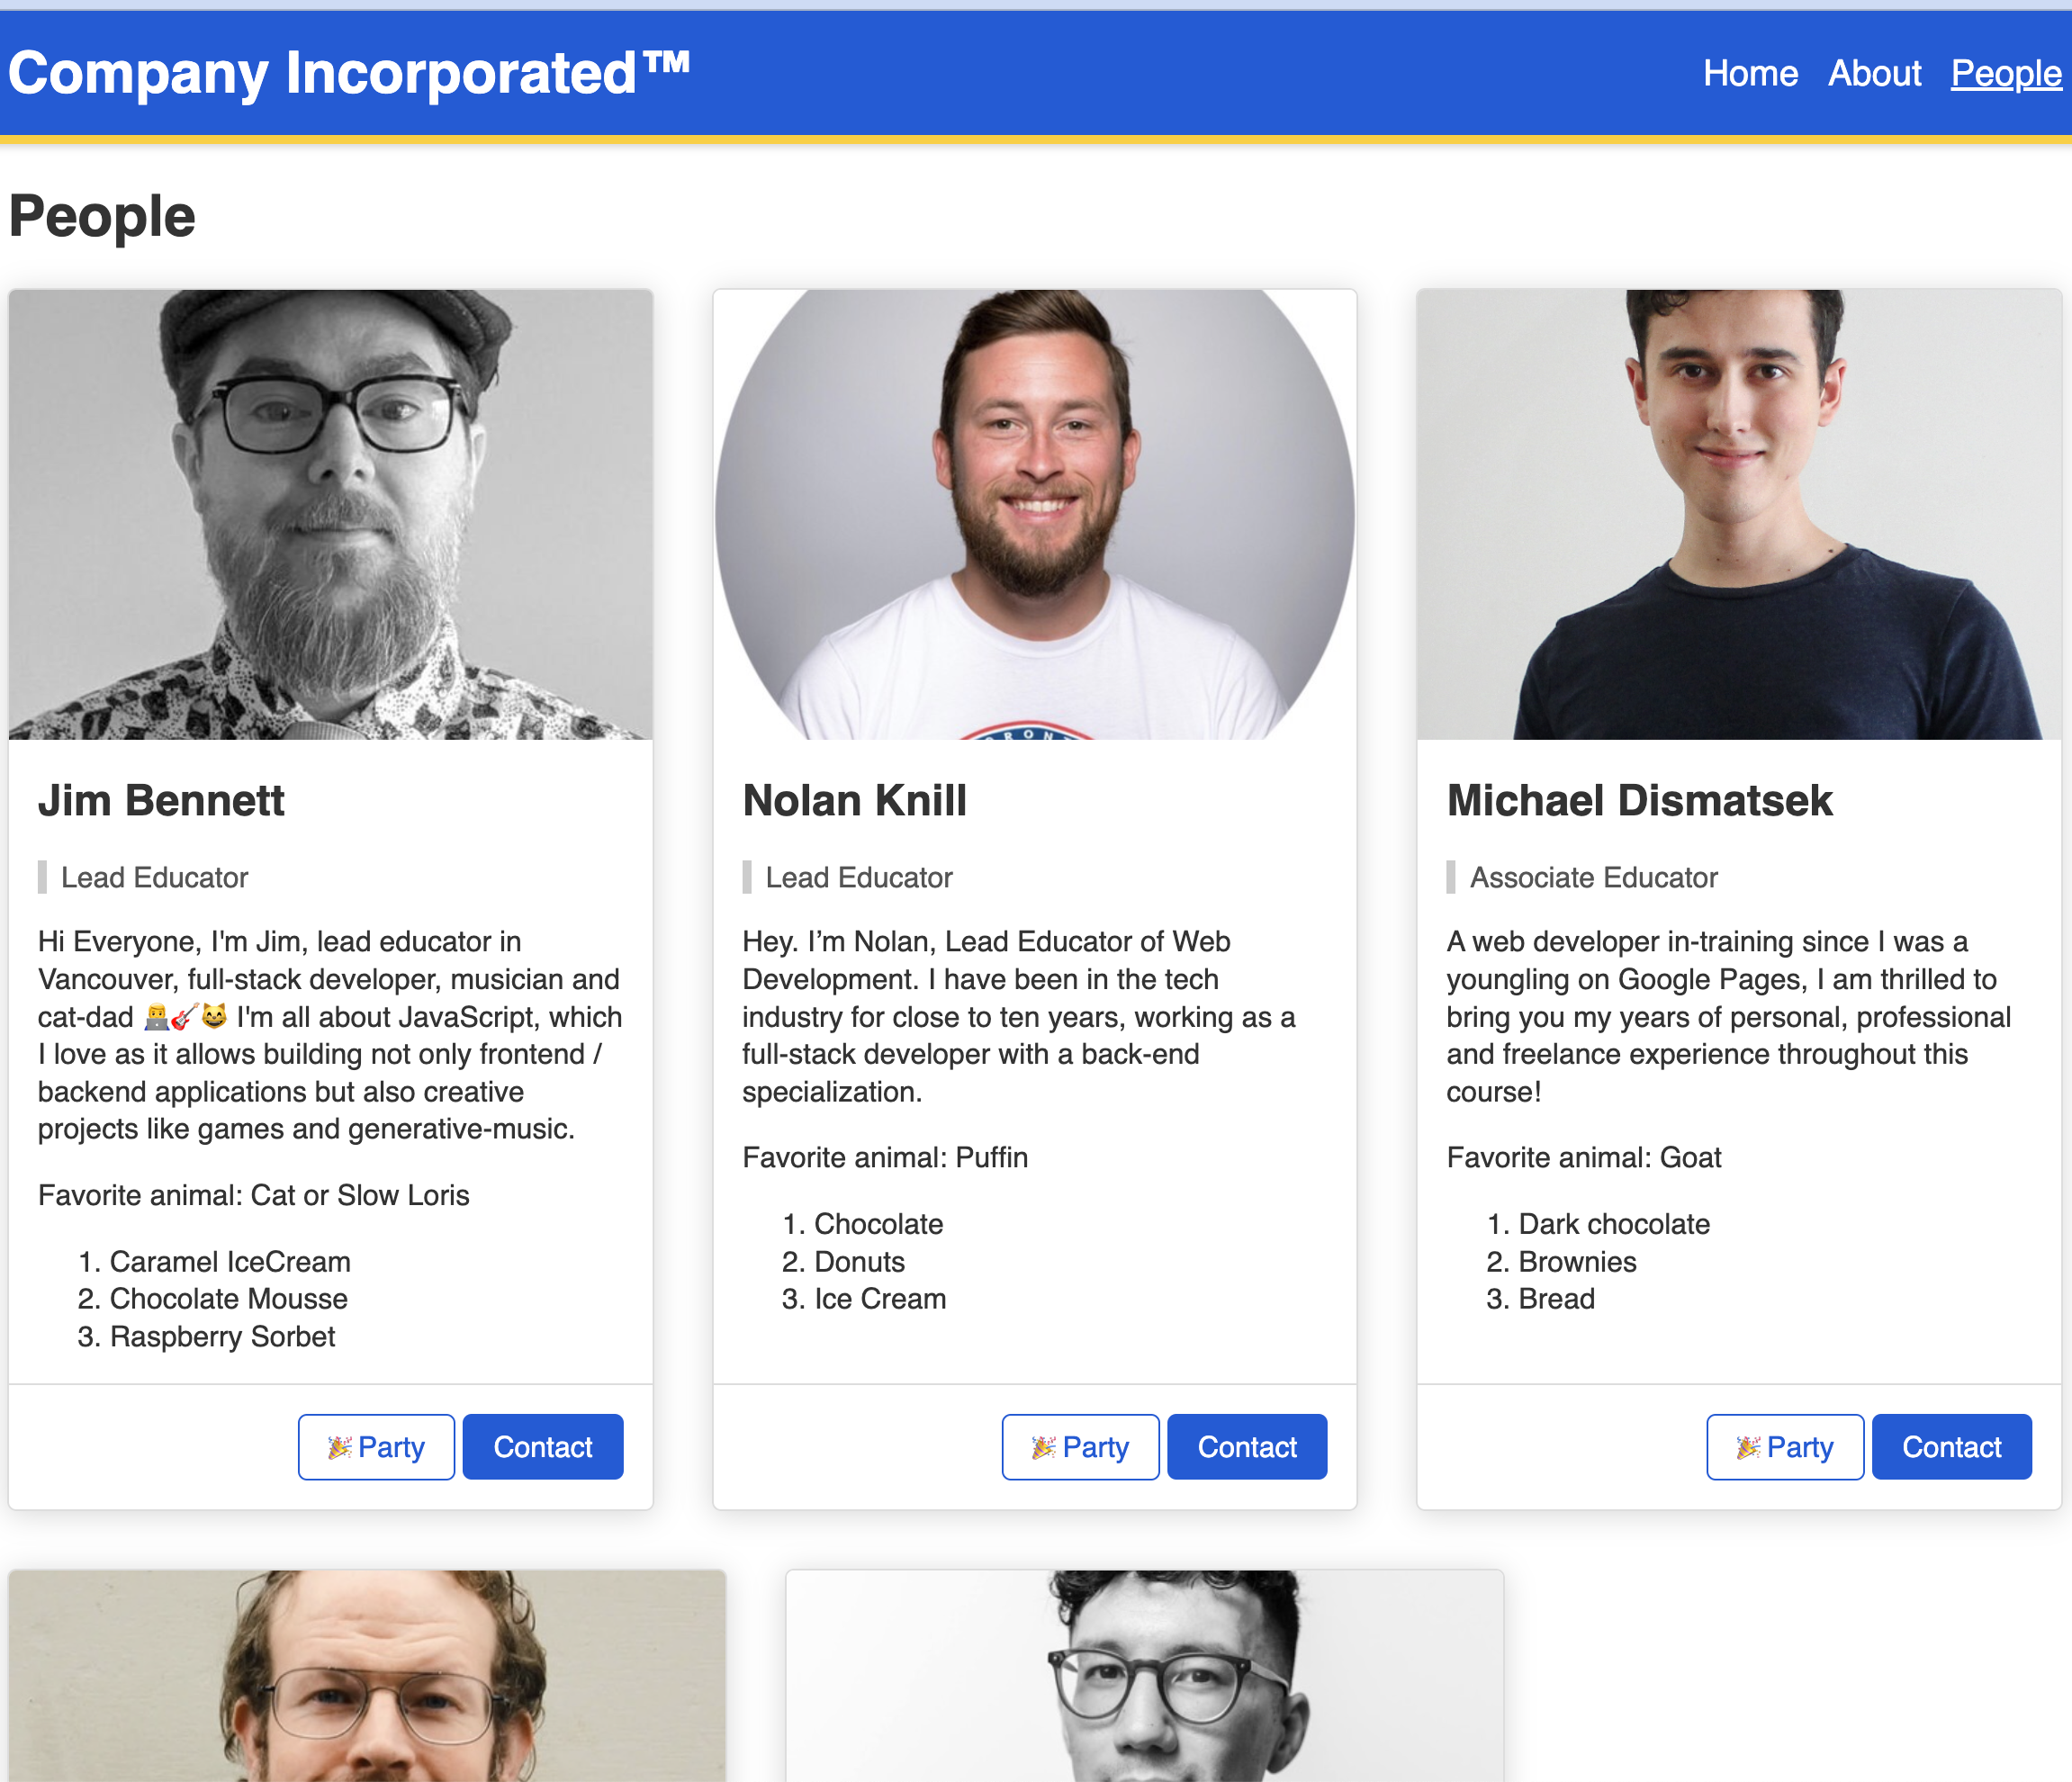 Company Incorporated™
Home About People
People
Jim Bennett
Lead Educator
Hi Everyone, I'm Jim, lead educator in
Vancouver, full-stack developer, musician and
cat-dad 👨‍💻🎸😺 I'm all about JavaScript, which
I love as it allows building not only frontend /
backend applications but also creative
projects like games and generative-music.
Favorite animal: Cat or Slow Loris
1. Caramel IceCream
2. Chocolate Mousse
3. Raspberry Sorbet
🎉 Party Contact
Nolan Knill
Lead Educator
Hey. I’m Nolan, Lead Educator of Web
Development. I have been in the tech
industry for close to ten years, working as a
full-stack developer with a back-end
specialization.
Favorite animal: Puffin
1. Chocolate
2. Donuts
3. Ice Cream
🎉 Party Contact
Michael Dismatsek
Associate Educator
A web developer in-training since I was a
youngling on Google Pages, I am thrilled to
bring you my years of personal, professional
and freelance experience throughout this
course!
Favorite animal: Goat
1. Dark chocolate
2. Brownies
3. Bread
🎉 Party Contact